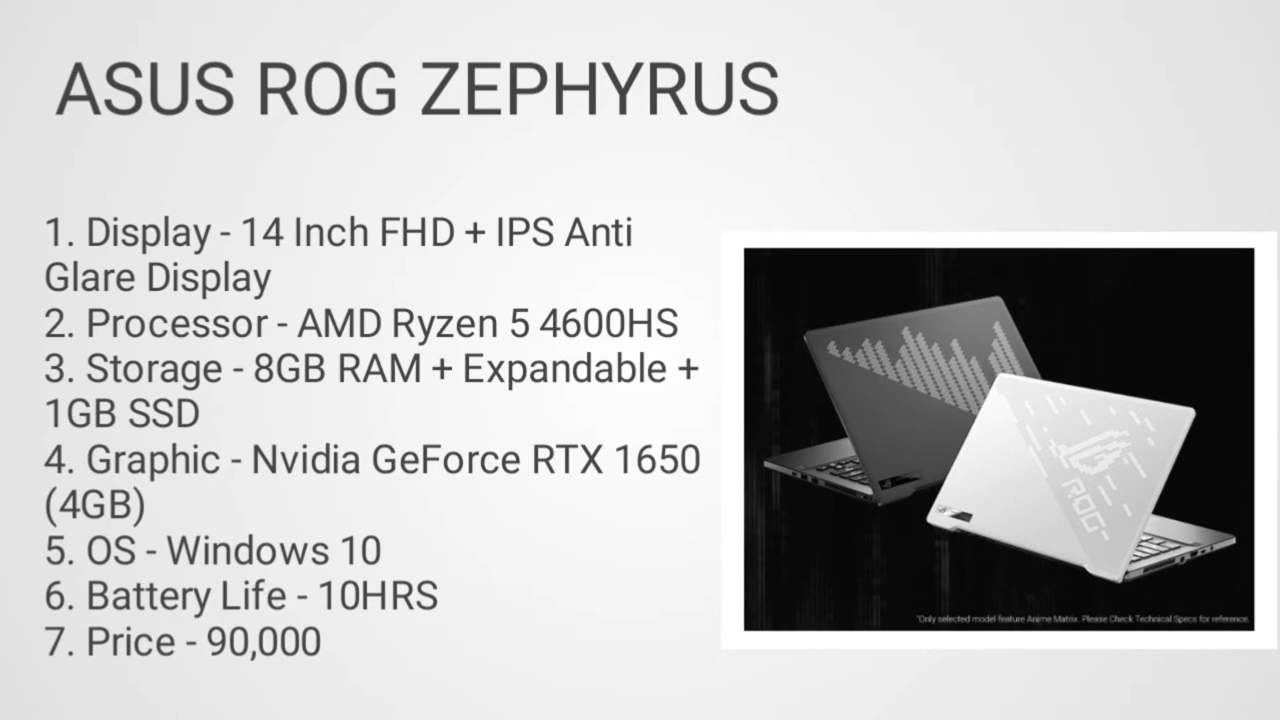 ASUS ROG ZEPHYRUS
1. Display - 14 Inch FHD + IPS Anti
Glare Display
2. Processor - AMD Ryzen 5 4600HS
3. Storage - 8GB RAM + Expandable +
1GB SSD
4. Graphic - Nvidia GeForce RTX 1650
(4GB)
5. OS - Windows 10
6. Battery Life - 10HRS
7. Price - 90,000
ROG
*Only selected model feature Anime Matrix. Please Check Technical Specs for reference.